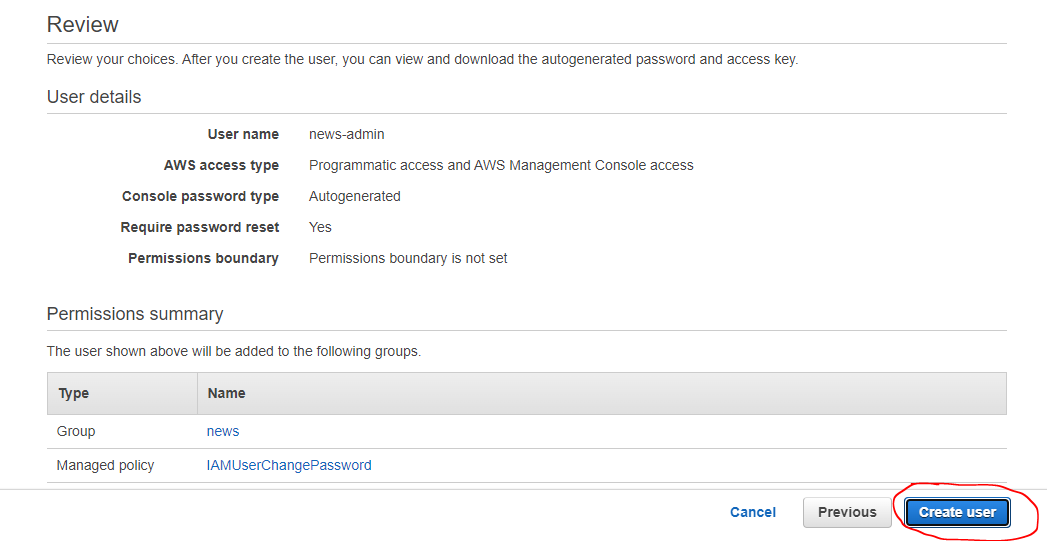 Review
Review your choices. After you create the user, you can view and download the autogenerated password and access key.
User details
User name news-admin
AWS access type Programmatic access and AWS Management Console access
Console password type Autogenerated
Require password reset Yes
Permissions boundary Permissions boundary is not set
Permissions summary
The user shown above will be added to the following groups.
Type Name
Group news
Managed policy IAMUserChangePassword
Cancel Previous Create user